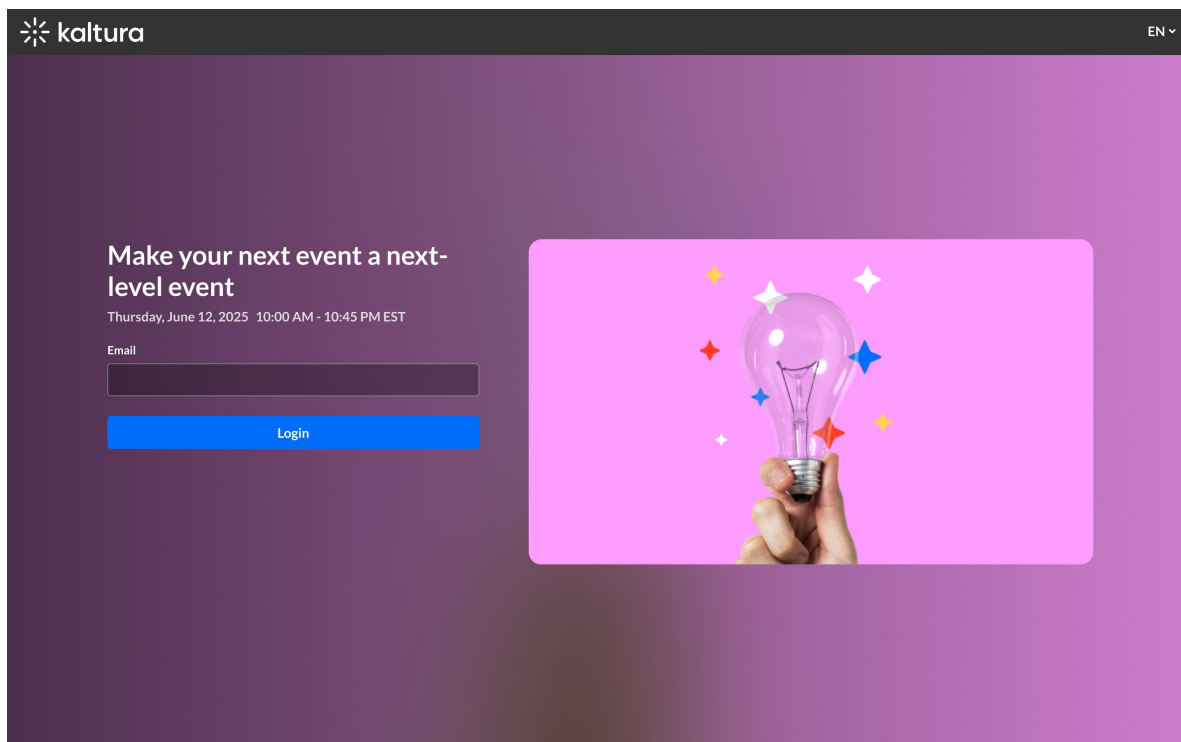 kaltura
EN
Make your next event a next-
level event
Thursday, June 12, 2025 10:00 AM - 10:45 PM EST
Email
Login